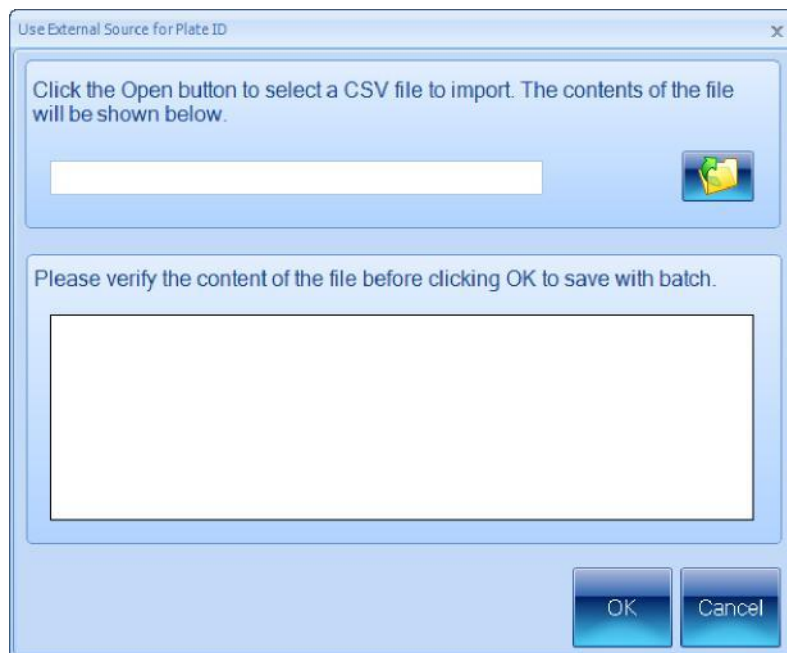 Use External Source for Plate ID
Click the Open button to select a CSV file to import. The contents of the file
will be shown below.
Please verify the content of the file before clicking OK to save with batch.
OK
Cancel